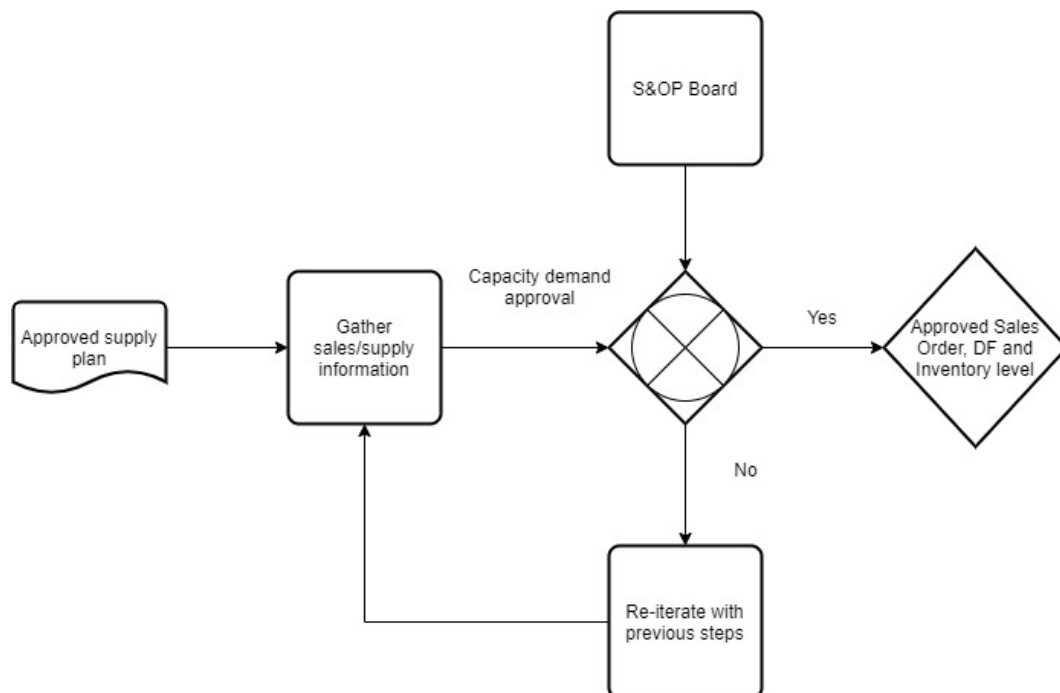 S&OP Board
Capacity demand
approval
Approved supply
plan
Gather
sales/supply
information
Yes
Approved Sales
Order, DF and
Inventory level
No
Re-iterate with
previous steps